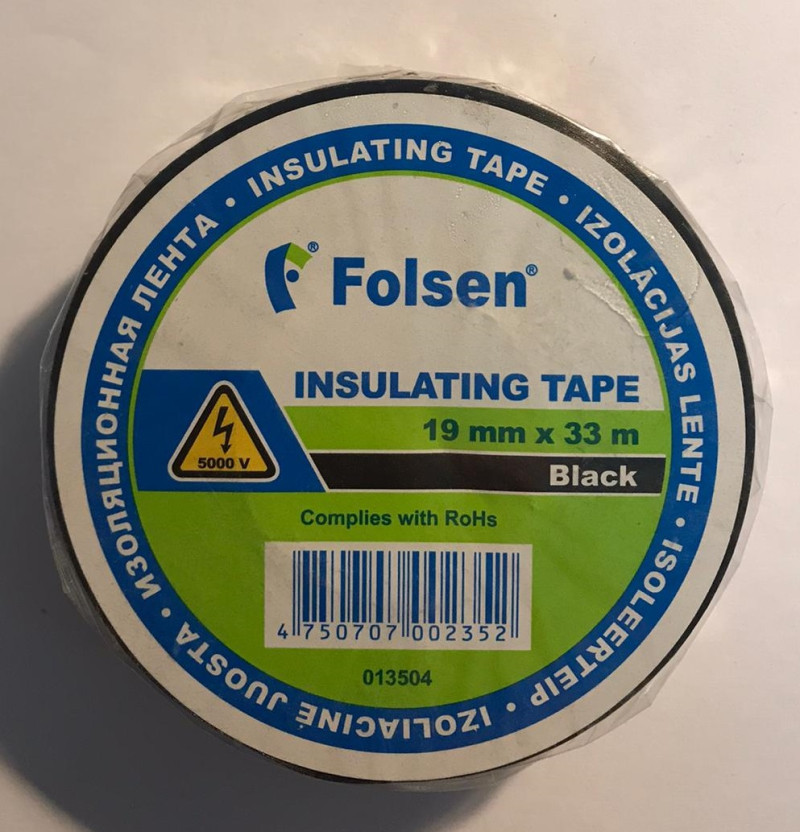 INSULATING TAPE • IZOLĀCIJAS LENTE • ISOLEERTEIP • IZOLIACINĖ JUOSTA • ИЗОЛЯЦИОННАЯ ЛЕНТА •
® Folsen®
INSULATING TAPE
19 mm x 33 m
5000 V
Black
Complies with RoHs
4 750707 002352
013504